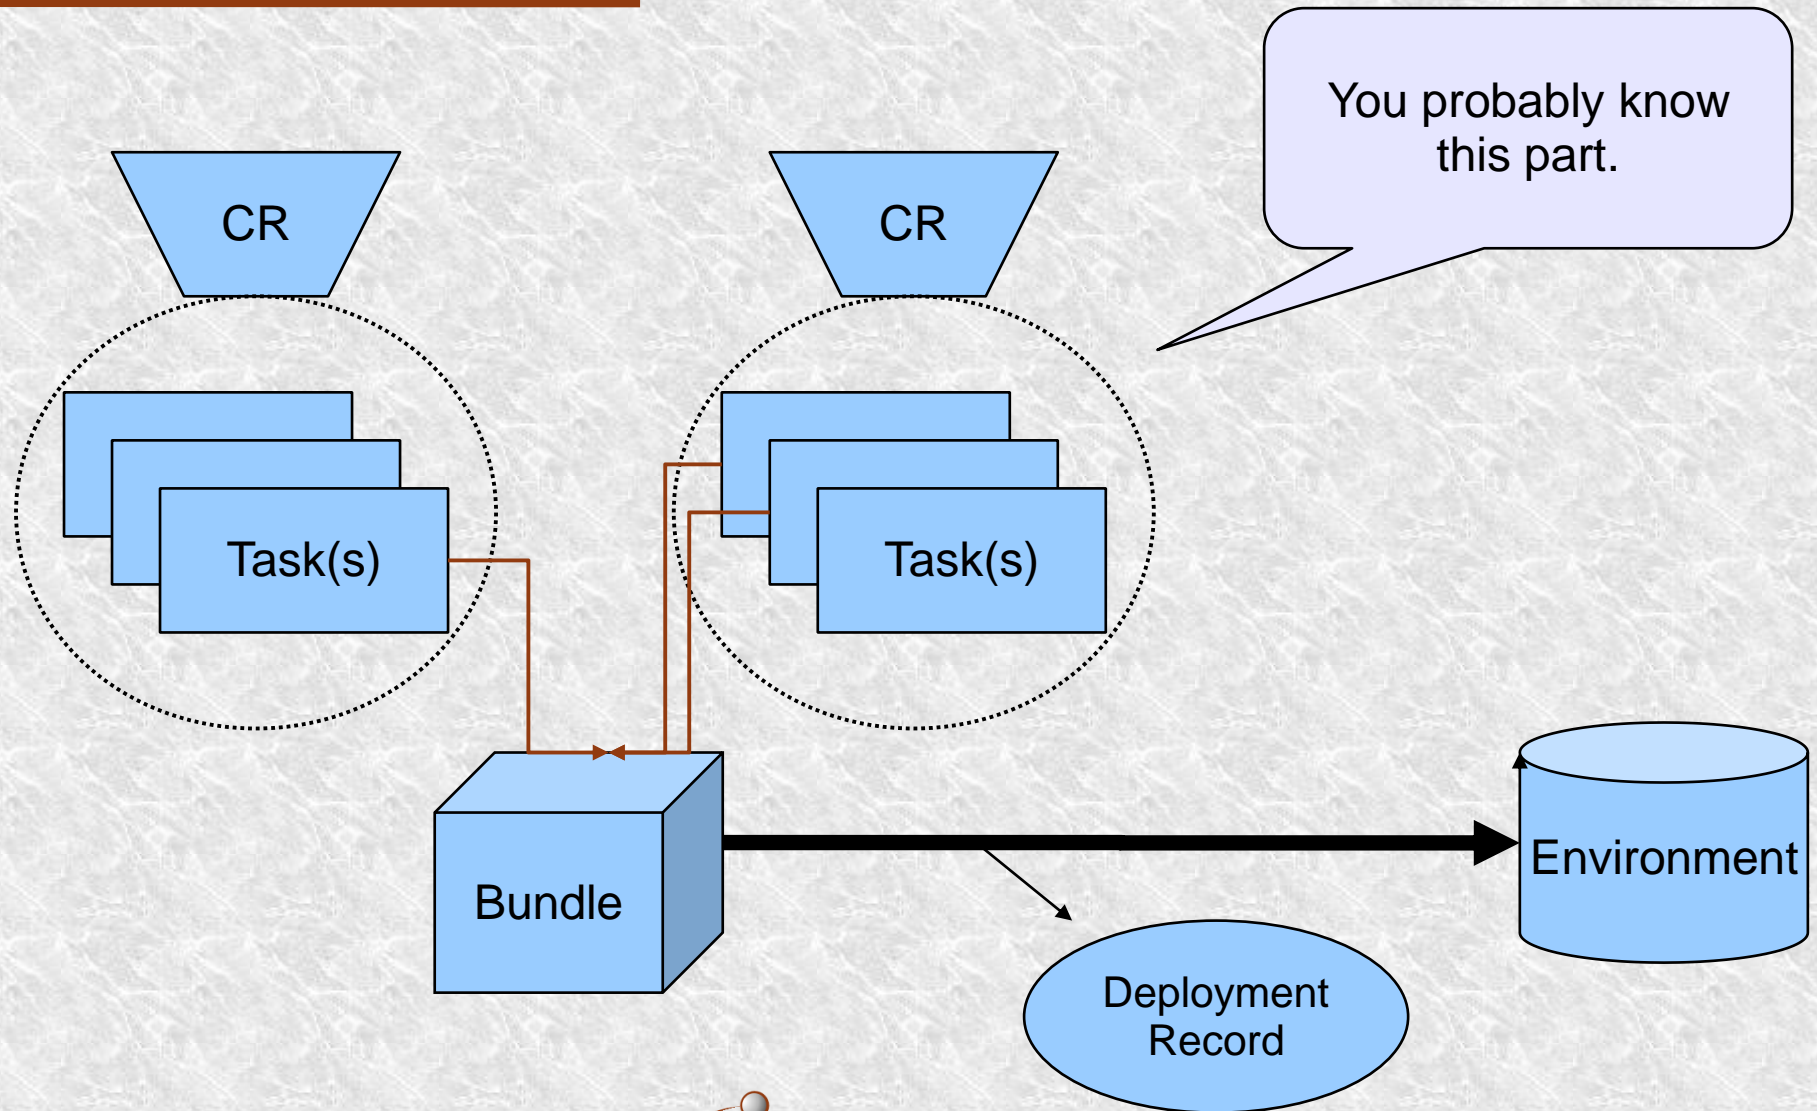 You probably know
this part.
CR
CR
Task(s)
Task(s)
Bundle
Environment
Deployment
Record